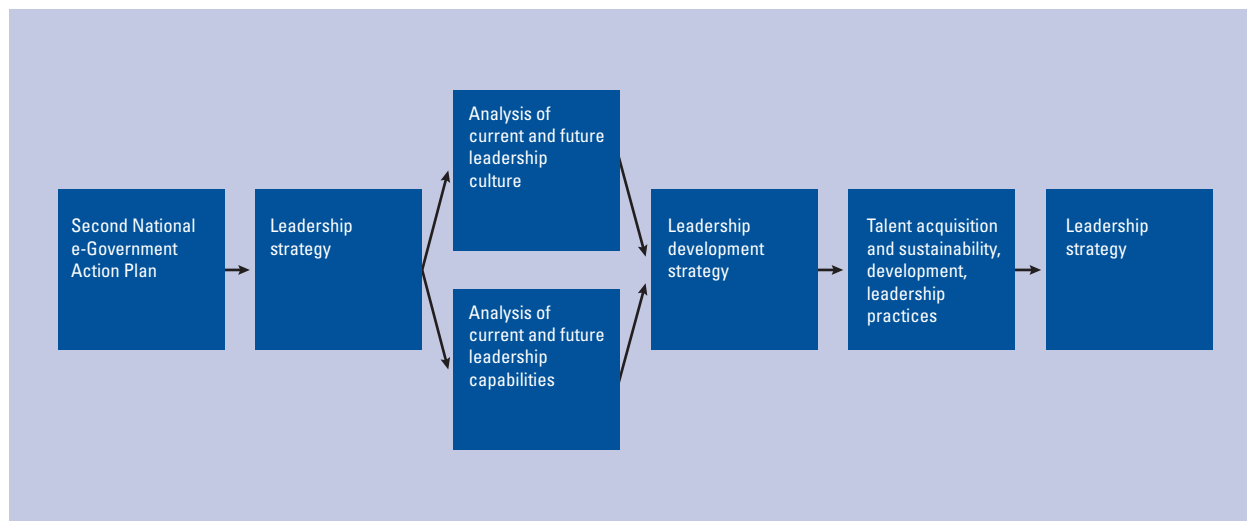 Second National
e-Government
Action Plan
Leadership
strategy
Analysis of
current and future
leadership
culture
Analysis of
current and future
leadership
capabilities
Leadership
development
strategy
Talent acquisition
and sustainability,
development,
leadership
practices
Leadership
strategy